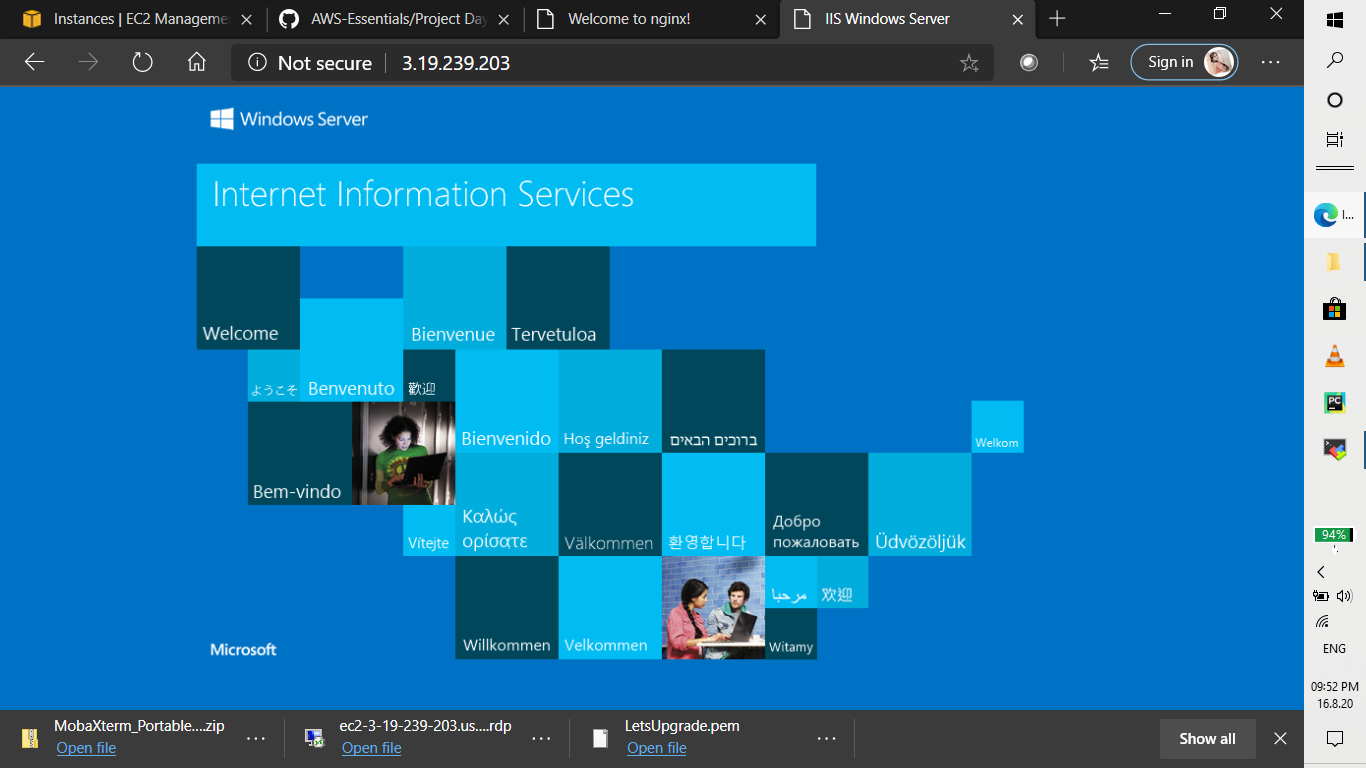 Instances | EC2 Manageme
AWS-Essentials/Project Day
Welcome to nginx!
IIS Windows Server
Not secure
3.19.239.203
Sign in
Windows Server
Internet Information Services
Welcome
Bienvenue
Tervetuloa
ようこそ
Benvenuto
歡迎
Bienvenido
Hoş geldiniz
ברוכים הבאים
Welkom
Bem-vindo
Vítejte
Καλώς
ορίσατε
Välkommen
환영합니다
Добро
пожаловать
Üdvözöljük
مرحبا
欢迎
Willkommen
Velkommen
Witamy
Microsoft
I...
PC
94%
ENG
09:52 PM
16.8.20
MobaXterm_Portable....zip
Open file
ec2-3-19-239-203.us....rdp
Open file
LetsUpgrade.pem
Open file
Show all